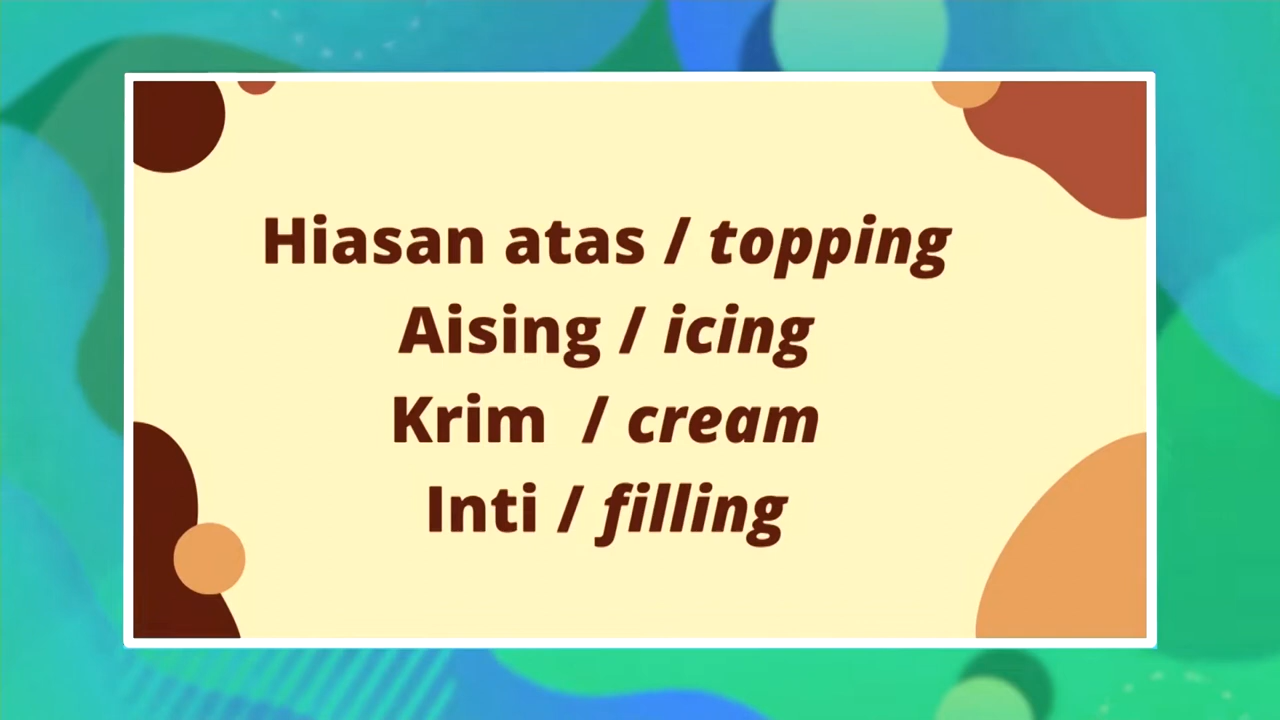 Hiasan atas / topping
Aising / icing
Krim / cream
Inti / filling